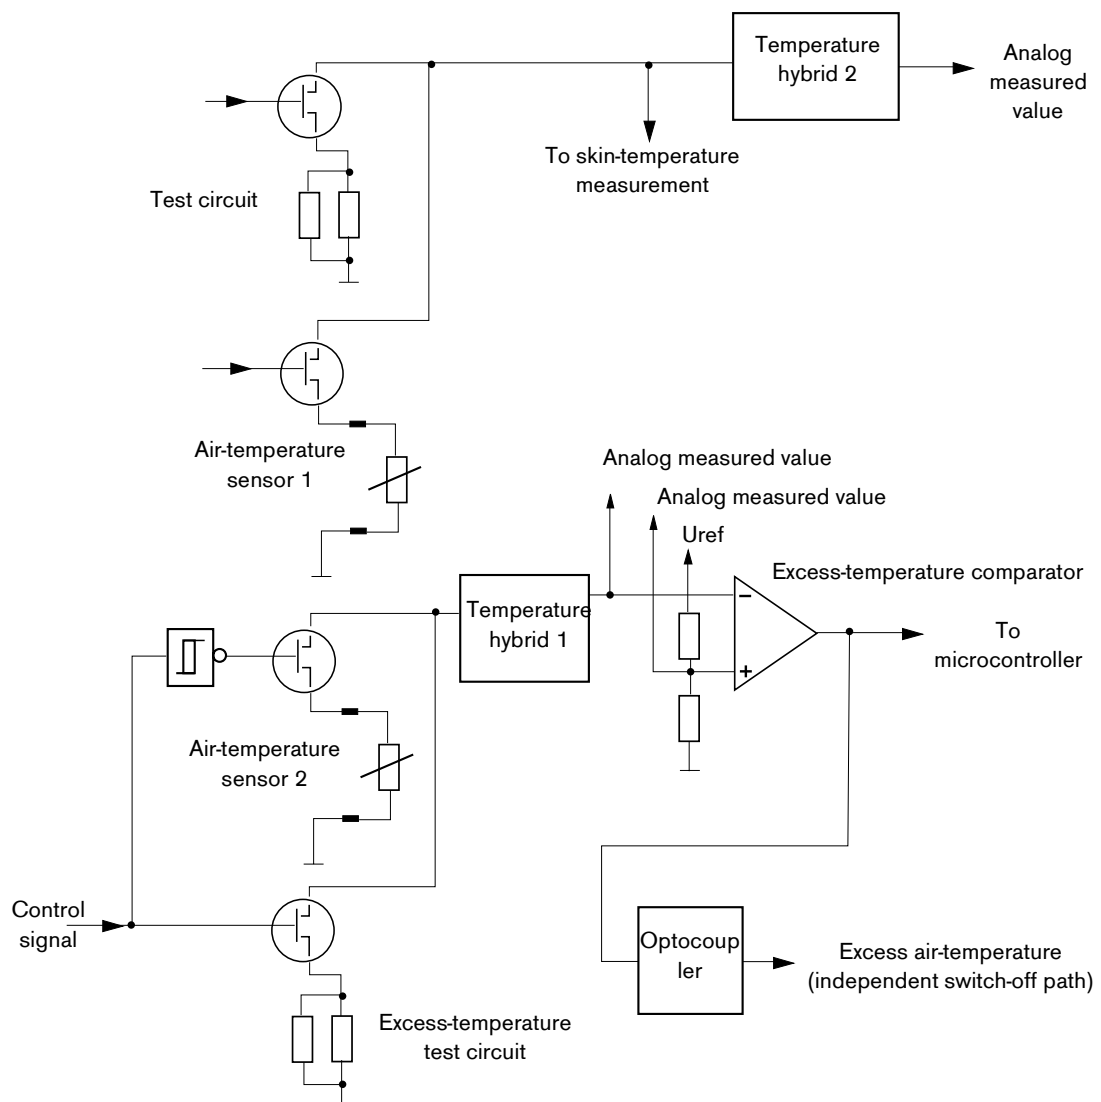 Temperature
hybrid 2
Analog
measured
value
To skin-temperature
measurement
Test circuit
Air-temperature
sensor 1
Analog measured value
Analog measured value
Uref
Excess-temperature comparator
Temperature
hybrid 1
−
+
To
microcontroller
Air-temperature
sensor 2
Control
signal
Optocoup
ler
Excess air-temperature
(independent switch-off path)
Excess-temperature
test circuit